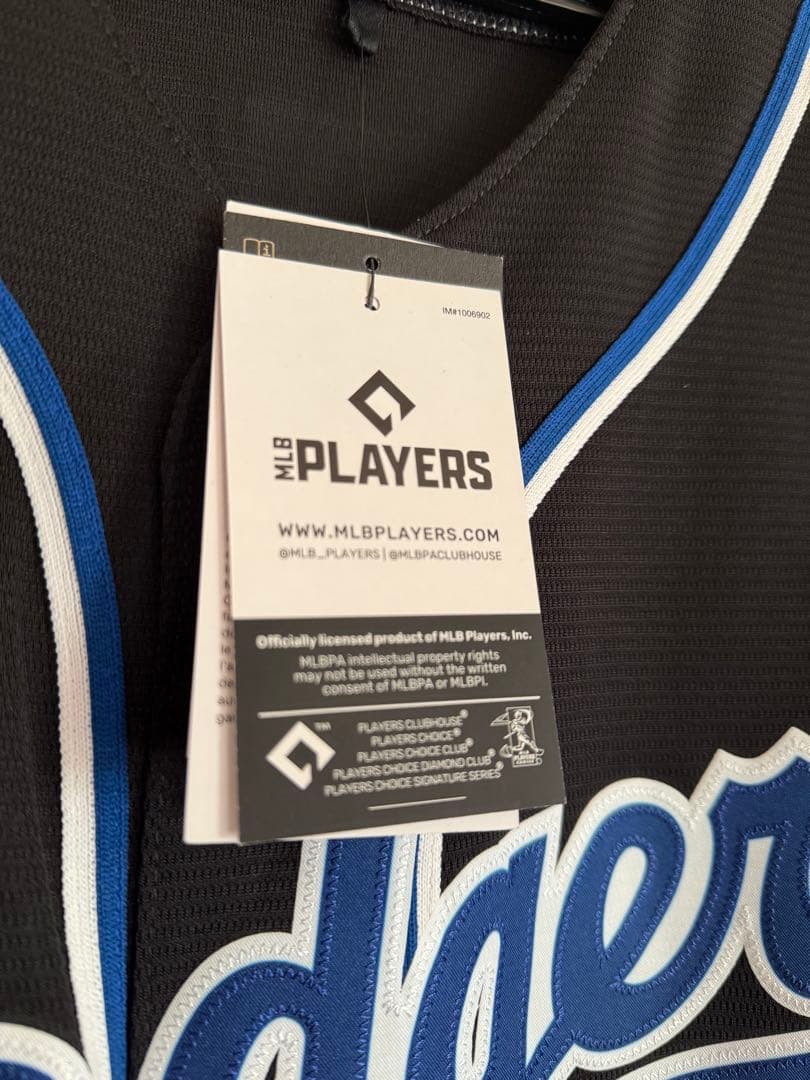 IM#1006902
MLB PLAYERS
WWW.MLBPLAYERS.COM
@MLB_PLAYERS | @MLBPACLUBHOUSE
Officially licensed product of MLB Players, Inc.
MLBPA intellectual property rights
may not be used without the written
consent of MLBPA or MLBPI.
™
PLAYERS CLUBHOUSE®
PLAYERS CHOICE®
PLAYERS CHOICE CLUB®
PLAYERS CHOICE DIAMOND CLUB®
PLAYERS CHOICE SIGNATURE SERIES®
dger